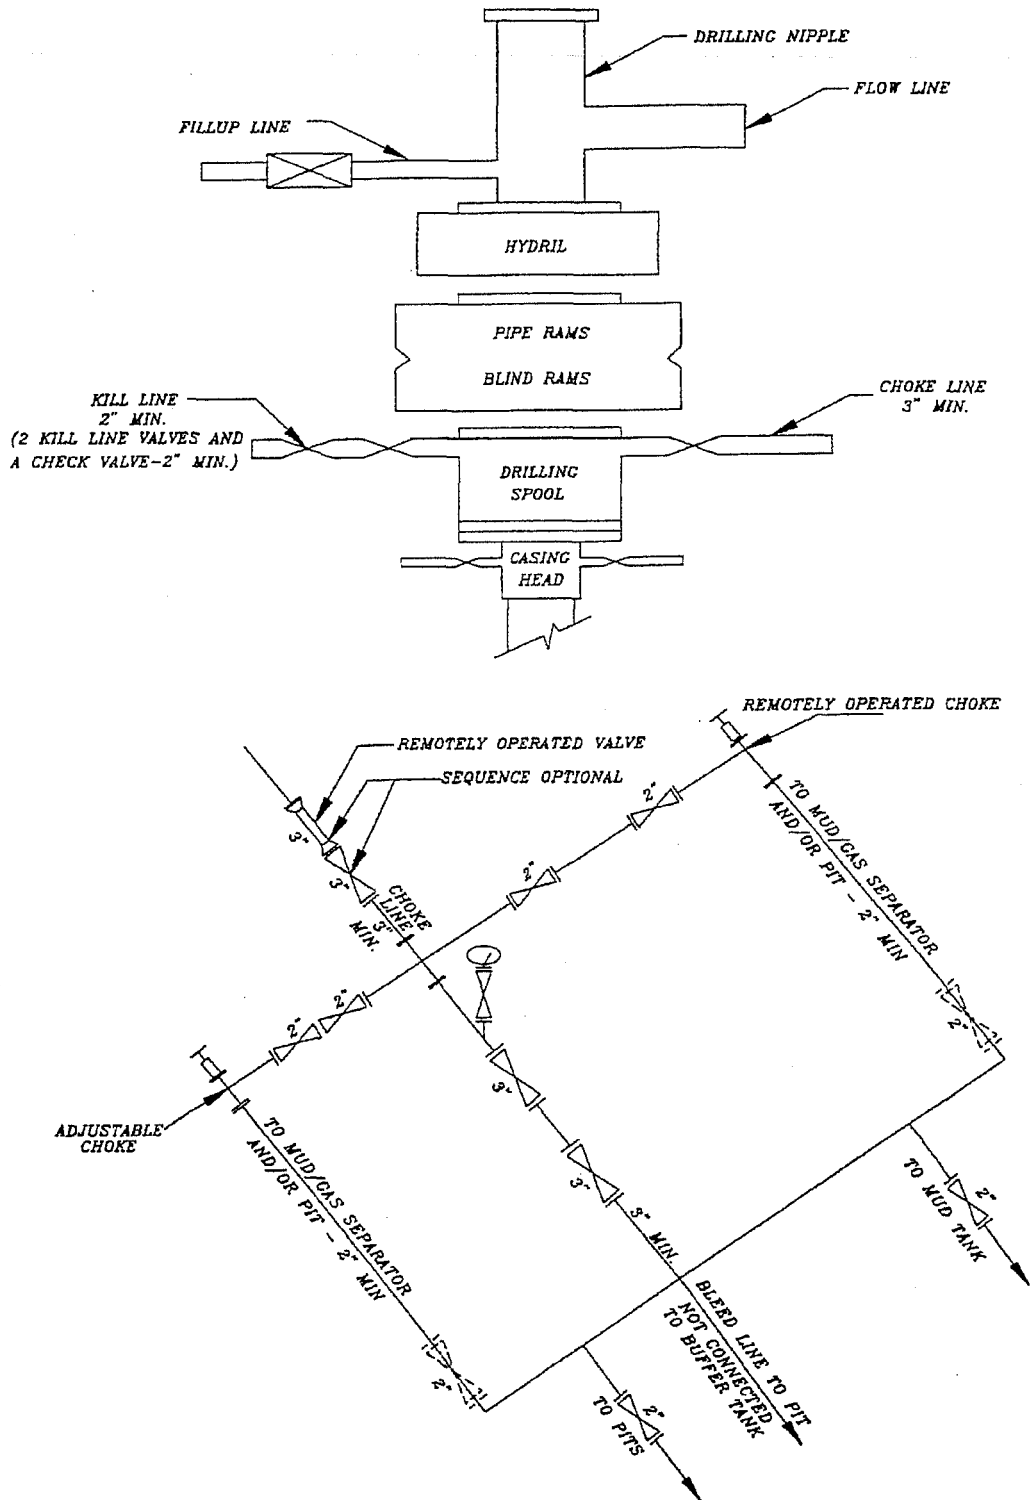 DRILLING NIPPLE
FLOW LINE
FILLUP LINE
HYDRIL
PIPE RAMS
BLIND RAMS
KILL LINE
2" MIN.
(2 KILL LINE VALVES AND
A CHECK VALVE-2" MIN.)
CHOKE LINE
3" MIN.
DRILLING
SPOOL
CASING
HEAD
REMOTELY OPERATED CHOKE
REMOTELY OPERATED VALVE
SEQUENCE OPTIONAL
3"
3"
CHOKE
LINE
3"
MIN.
2"
2"
2"
2"
TO MUD/GAS SEPARATOR
AND/OR PIT - 2" MIN
2"
ADJUSTABLE
CHOKE
TO MUD/GAS SEPARATOR
AND/OR PIT - 2" MIN
2"
3"
3"
3" MIN.
BLEED LINE TO PIT
NOT CONNECTED
TO BUFFER TANK
2"
TO MUD TANK
2"
TO PITS